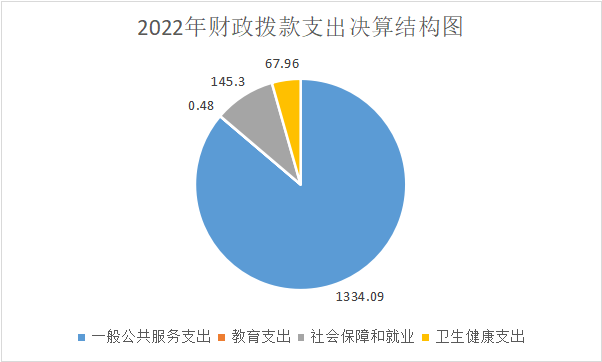 2022年财政拨款支出决算结构图
67.96
145.3
0.48
1334.09
一般公共服务支出 教育支出 社会保障和就业 卫生健康支出